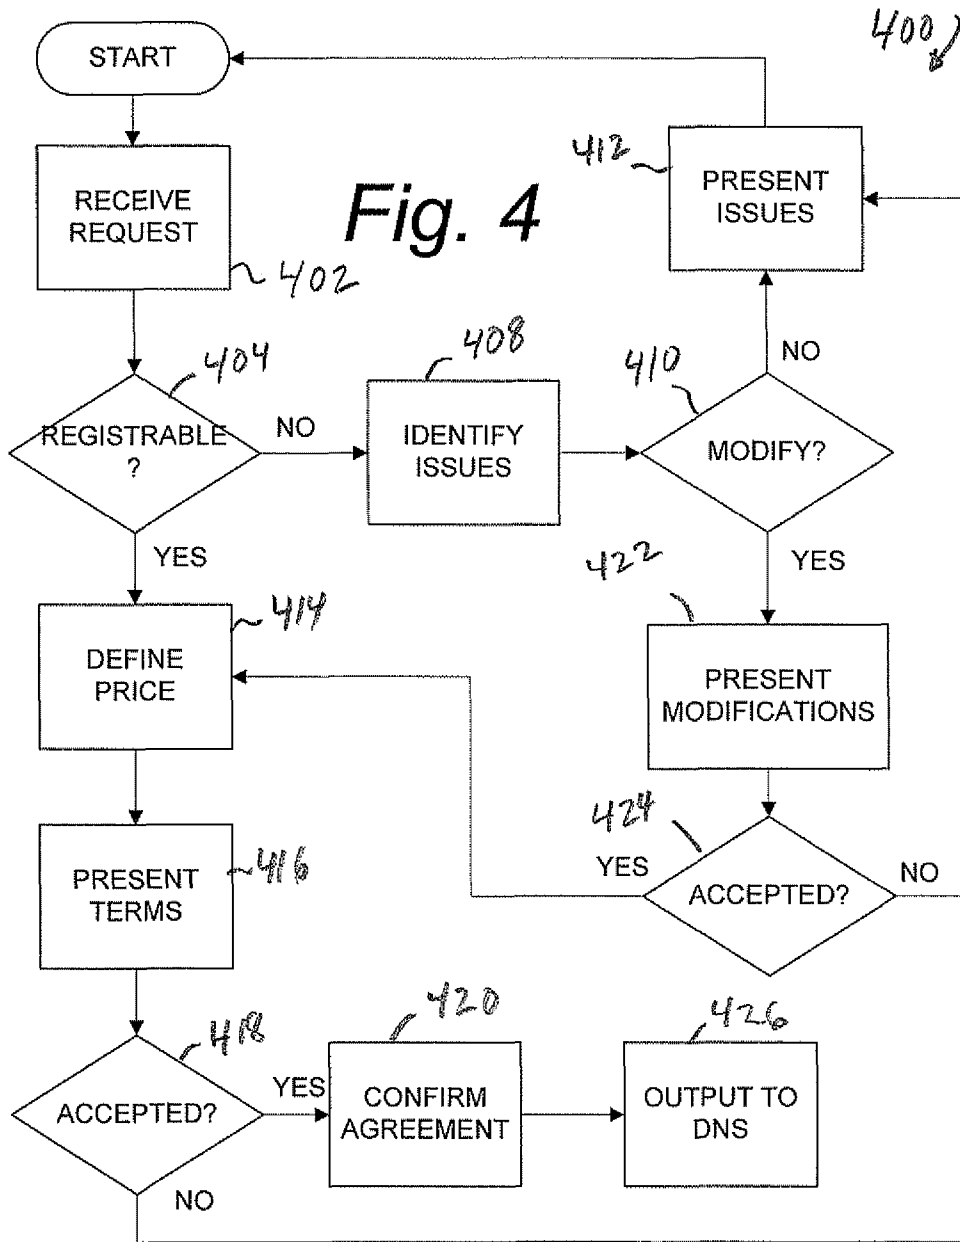 START
400
RECEIVE
REQUEST
402
Fig. 4
412
PRESENT
ISSUES
404
REGISTRABLE
?
NO
408
IDENTIFY
ISSUES
410
MODIFY?
NO
YES
YES
414
DEFINE
PRICE
422
PRESENT
MODIFICATIONS
416
PRESENT
TERMS
424
YES
ACCEPTED?
NO
418
ACCEPTED?
YES
NO
420
CONFIRM
AGREEMENT
426
OUTPUT TO
DNS